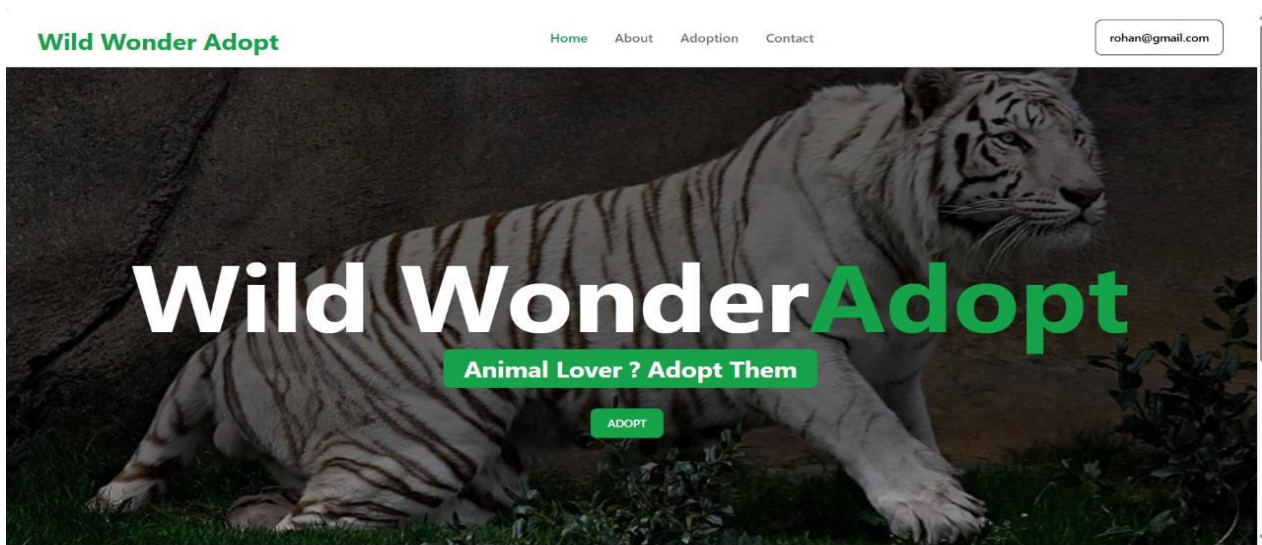 Wild Wonder Adopt
Home About Adoption Contact
rohan@gmail.com
Wild WonderAdopt
Animal Lover ? Adopt Them
ADOPT